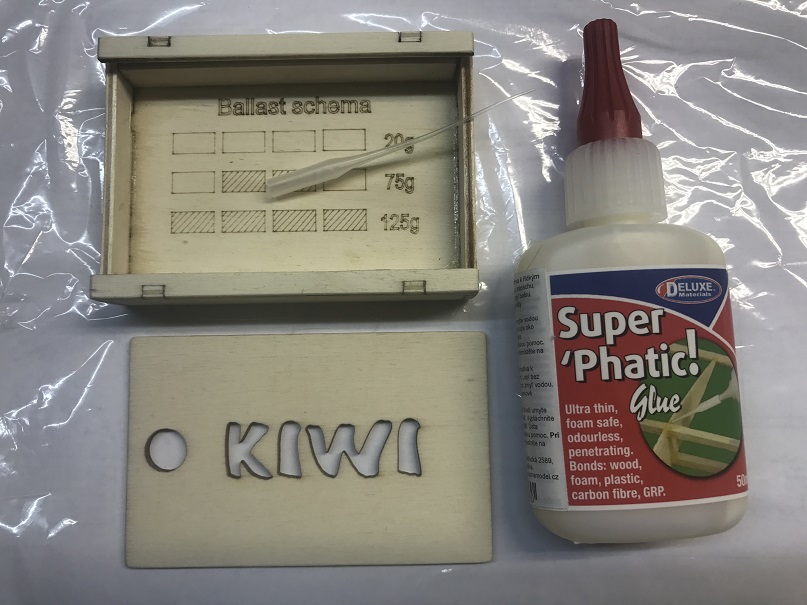 Ballast schema
20g
75g
125g
KIWI
DELUXE
Materials
Super
'Phatic!
Glue
Ultra thin,
foam safe,
odourless,
penetrating.
Bonds: wood,
foam, plastic,
carbon fibre, GRP.